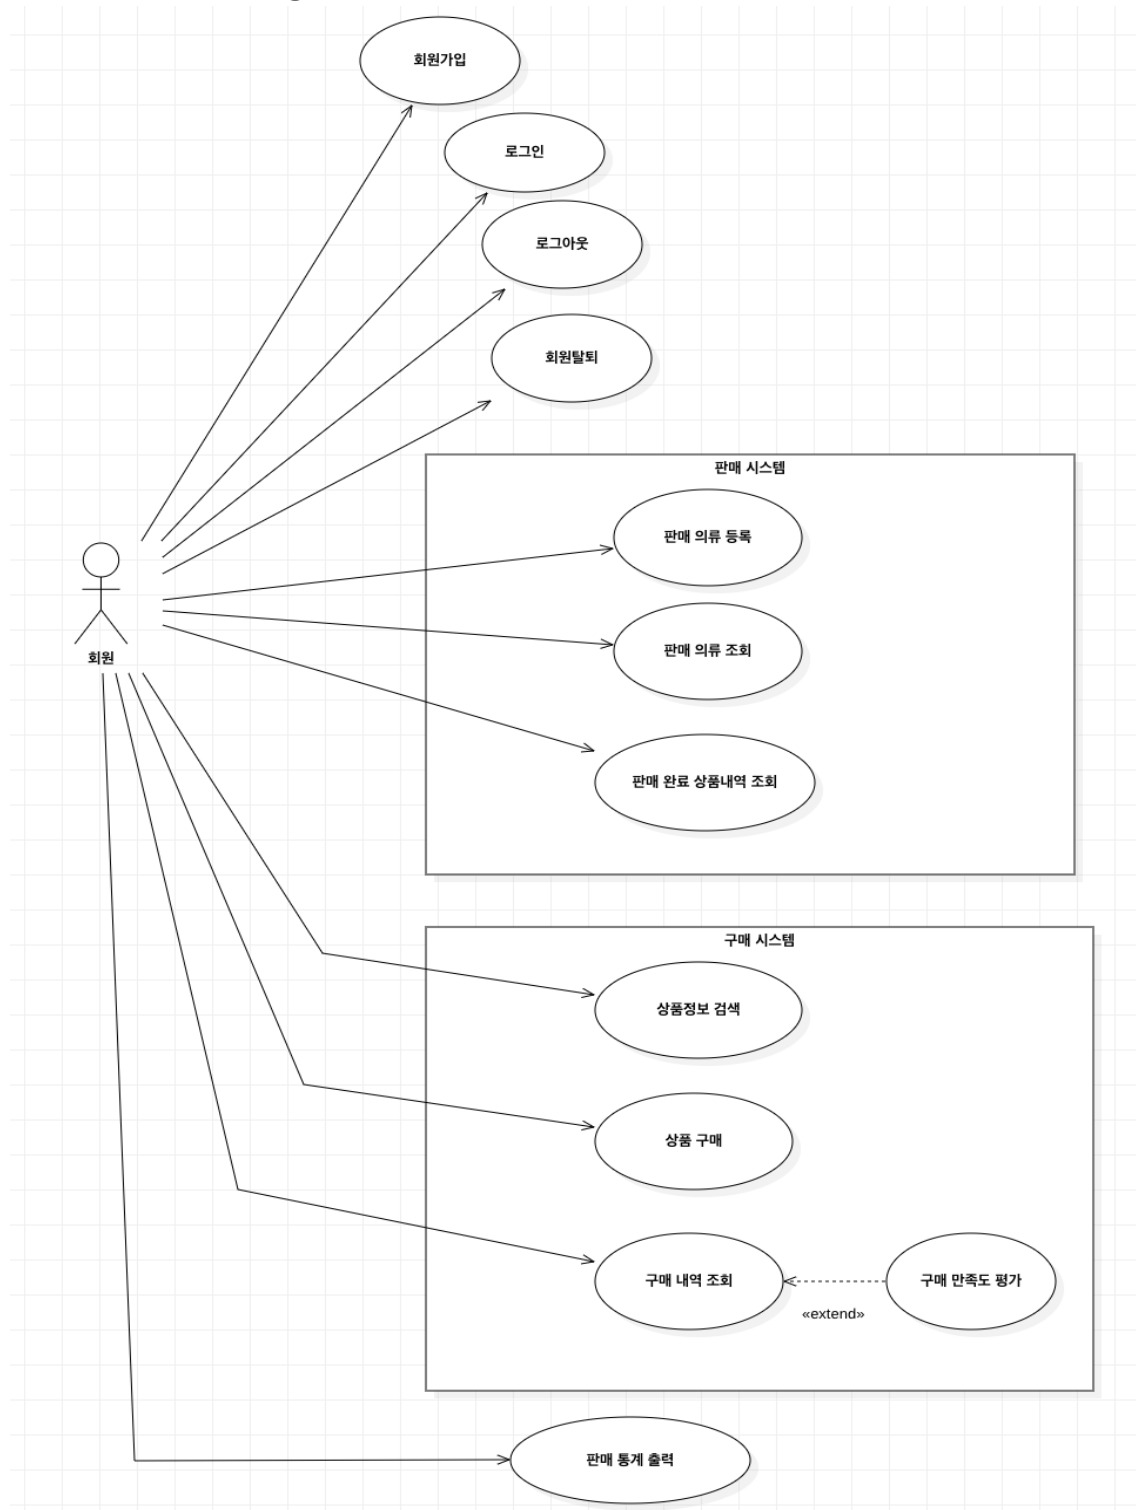 회원가입
로그인
로그아웃
회원탈퇴
판매 시스템
판매 의류 등록
판매 의류 조회
회원
판매 완료 상품내역 조회
구매 시스템
상품정보 검색
상품 구매
구매 내역 조회
구매 만족도 평가
«extend»
판매 통계 출력